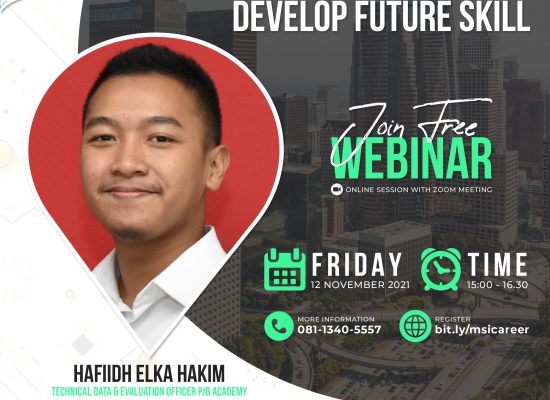 DEVELOP FUTURE SKILL
Join Free
WEBINAR
ONLINE SESSION WITH ZOOM MEETING
FRIDAY
12 NOVEMBER 2021
TIME
15:00 - 16.30
MORE INFORMATION
081-1340-5557
REGISTER
bit.ly/msicareer
HAFIIDH ELKA HAKIM
TECHNICAL DATA & EVALUATION OFFICER PJB ACADEMY